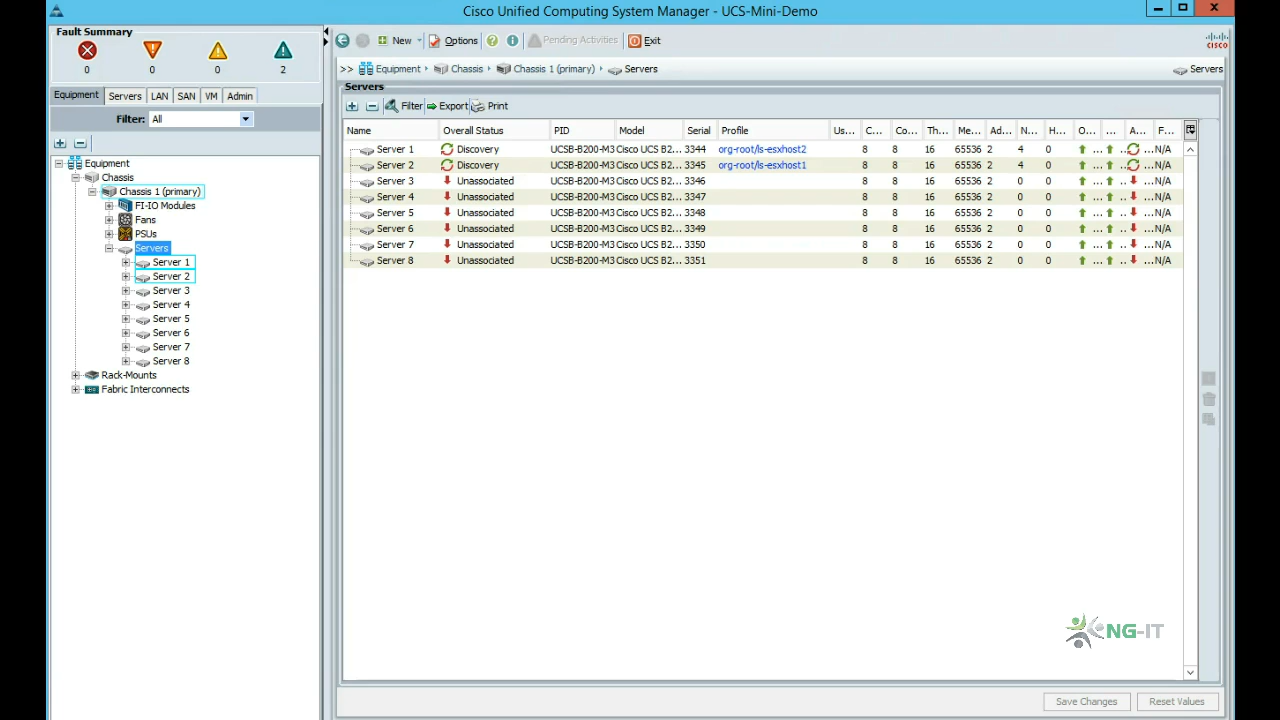 Cisco Unified Computing System Manager - UCS-Mini-Demo
Fault Summary
0 0 0 2
New Options Pending Activities Exit
CISCO
>> Equipment Chassis Chassis 1 (primary) Servers Servers
Equipment Servers LAN SAN VM Admin
Filter: All
Equipment
Chassis
Chassis 1 (primary)
FI-IO Modules
Fans
PSUs
Servers
Server 1
Server 2
Server 3
Server 4
Server 5
Server 6
Server 7
Server 8
Rack-Mounts
Fabric Interconnects
Servers
Filter Export Print
Name Overall Status PID Model Serial Profile Us... C... Co... Th... Me... Ad... N... H... O... ... A... F...
Server 1 Discovery UCSB-B200-M3 Cisco UCS B2... 3344 org-root/ls-esxhost2 8 8 16 65536 2 4 0 ... ... N/A
Server 2 Discovery UCSB-B200-M3 Cisco UCS B2... 3345 org-root/ls-esxhost1 8 8 16 65536 2 4 0 ... ... N/A
Server 3 Unassociated UCSB-B200-M3 Cisco UCS B2... 3346 8 8 16 65536 2 0 0 ... ... N/A
Server 4 Unassociated UCSB-B200-M3 Cisco UCS B2... 3347 8 8 16 65536 2 0 0 ... ... N/A
Server 5 Unassociated UCSB-B200-M3 Cisco UCS B2... 3348 8 8 16 65536 2 0 0 ... ... N/A
Server 6 Unassociated UCSB-B200-M3 Cisco UCS B2... 3349 8 8 16 65536 2 0 0 ... ... N/A
Server 7 Unassociated UCSB-B200-M3 Cisco UCS B2... 3350 8 8 16 65536 2 0 0 ... ... N/A
Server 8 Unassociated UCSB-B200-M3 Cisco UCS B2... 3351 8 8 16 65536 2 0 0 ... ... N/A
NG-IT
Save Changes Reset Values